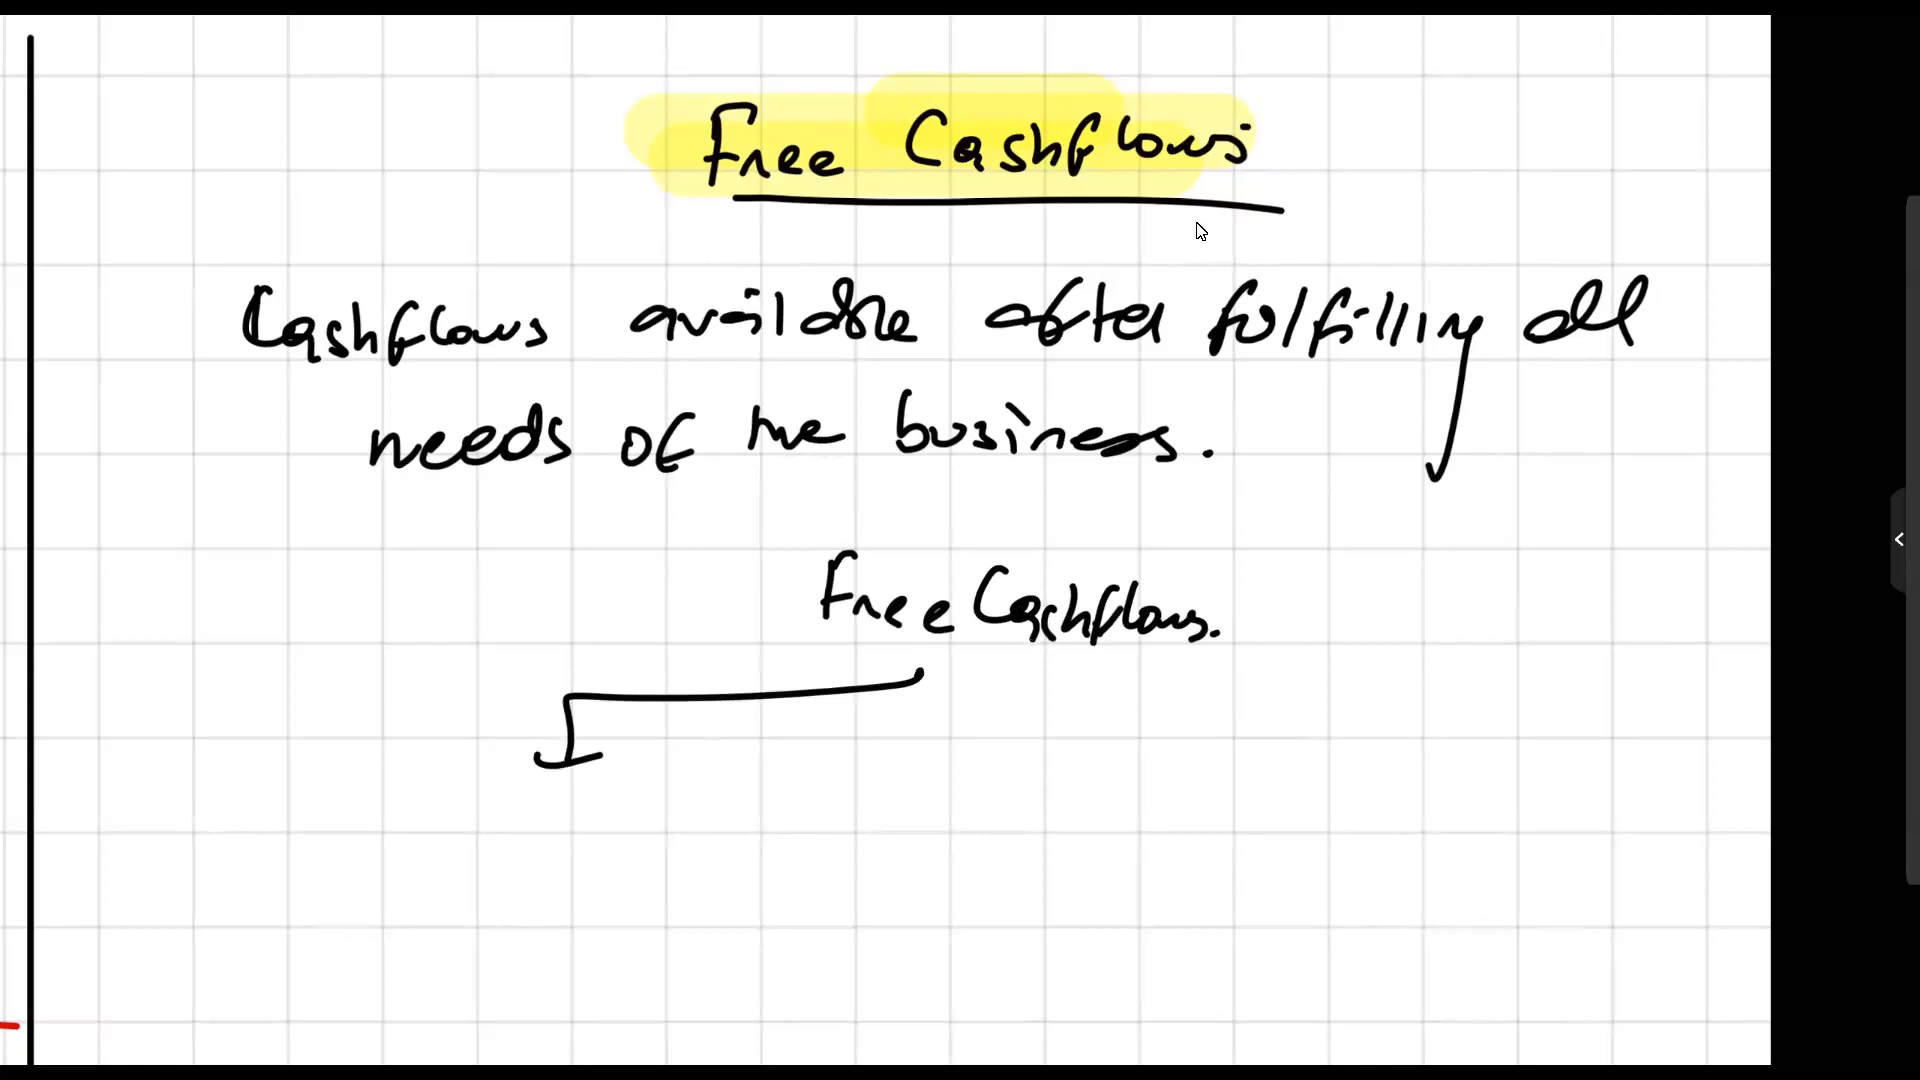 Free Cashflows
Cashflows available after fulfilling all
needs of the business.
Free Cashflows.